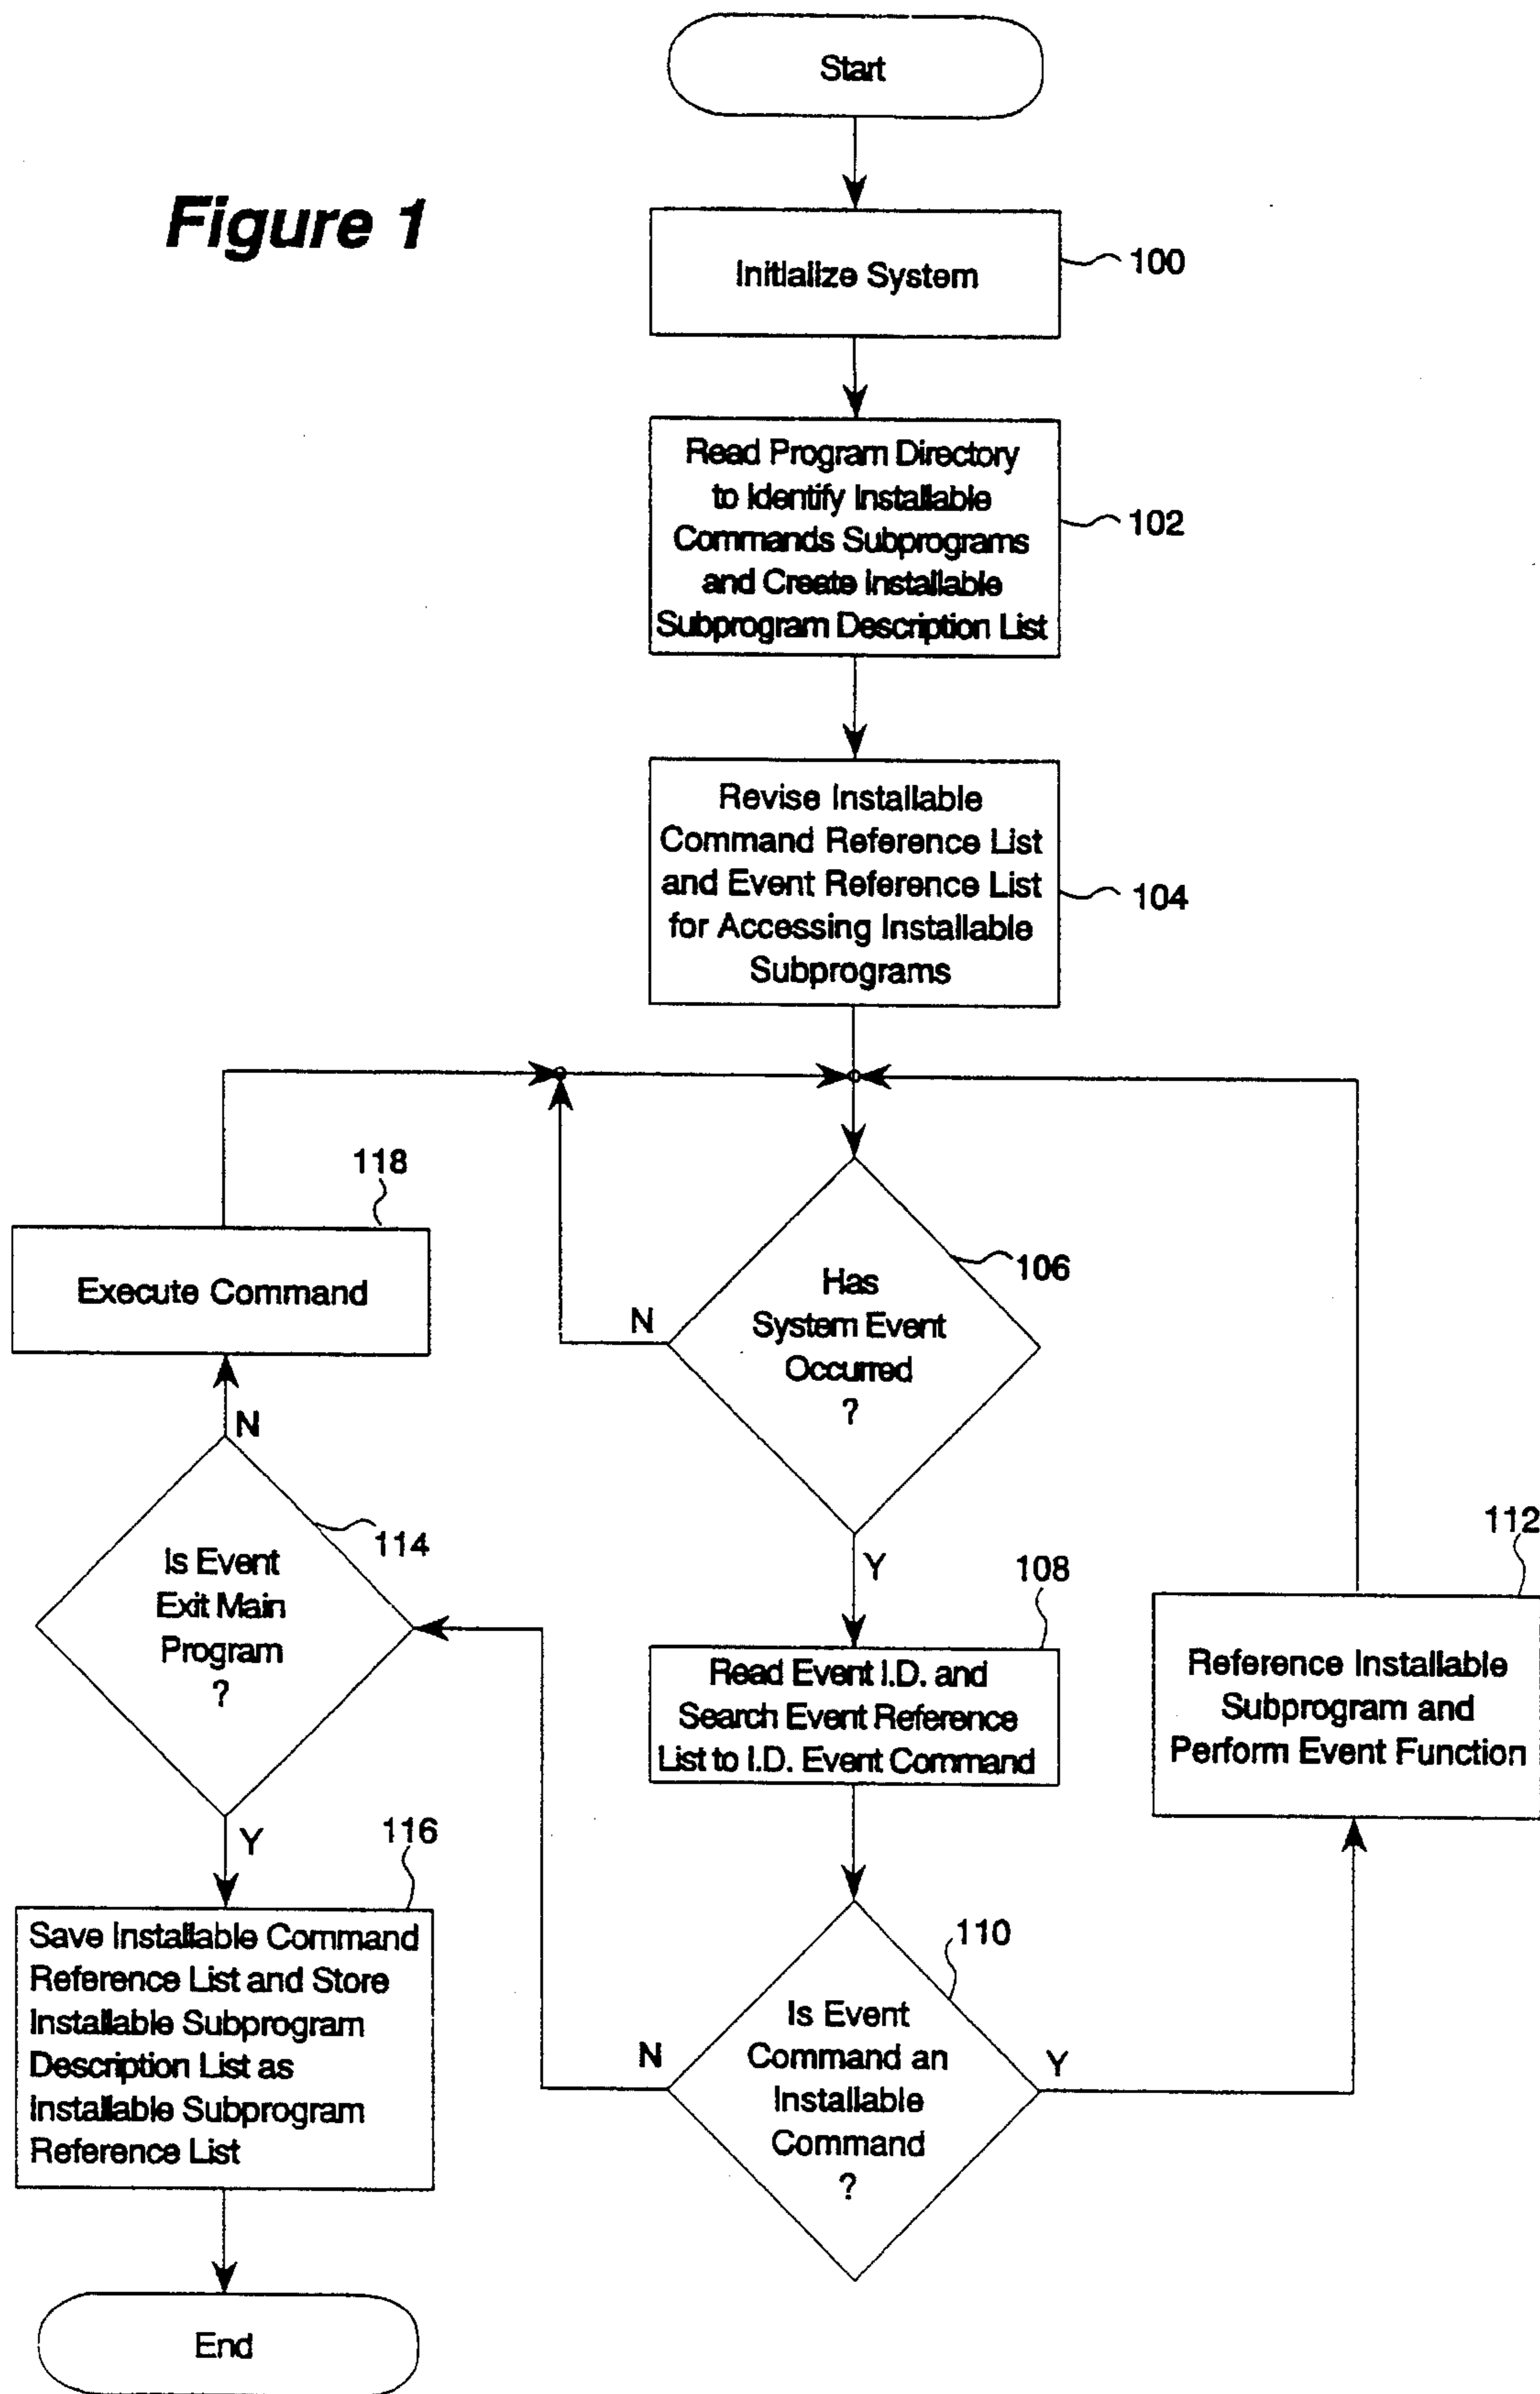 Figure 1
Start
Initialize System
100
Read Program Directory
to Identify Installable
Commands Subprograms
and Create Installable
Subprogram Description List
102
Revise Installable
Command Reference List
and Event Reference List
for Accessing Installable
Subprograms
104
Has
System Event
Occurred
?
106
N
Y
118
Execute Command
N
114
Is Event
Exit Main
Program
?
Y
108
Read Event I.D. and
Search Event Reference
List to I.D. Event Command
112
Reference Installable
Subprogram and
Perform Event Function
116
Save Installable Command
Reference List and Store
Installable Subprogram
Description List as
Installable Subprogram
Reference List
110
Is Event
Command an
Installable
Command
?
N
Y
End